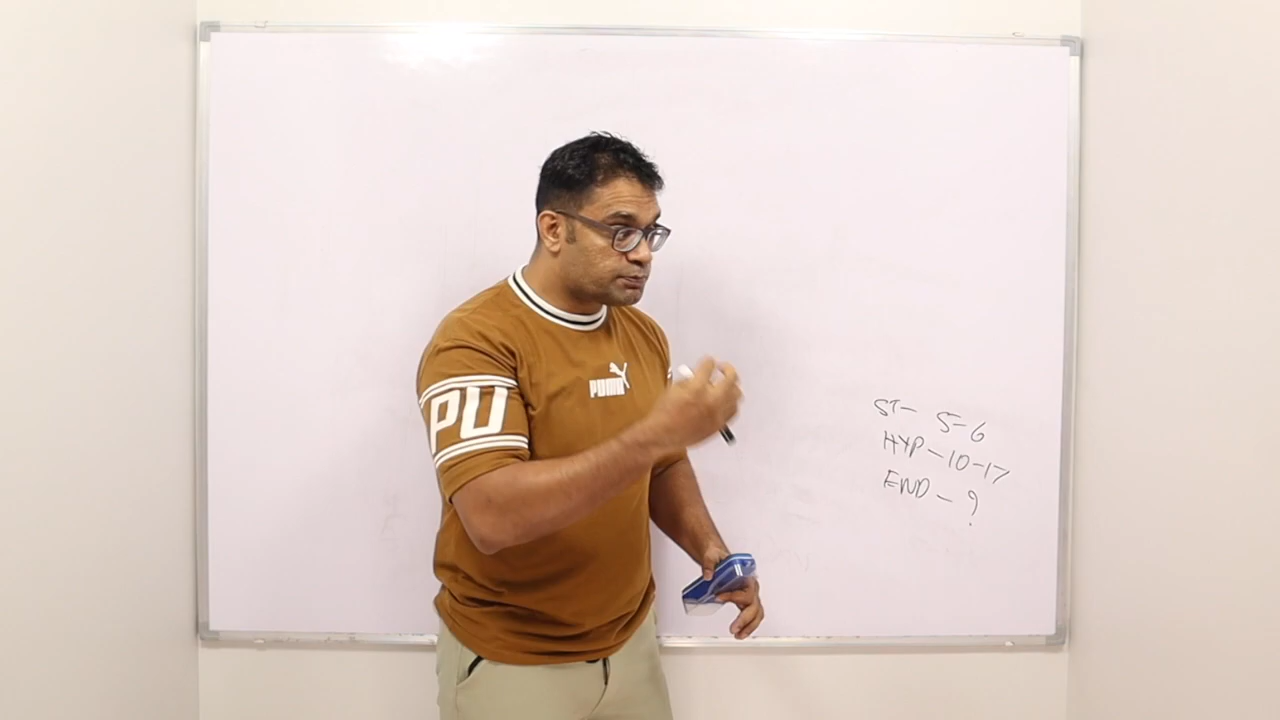 PUMA
PU
ST- 5-6
HYP-10-17
END - ?